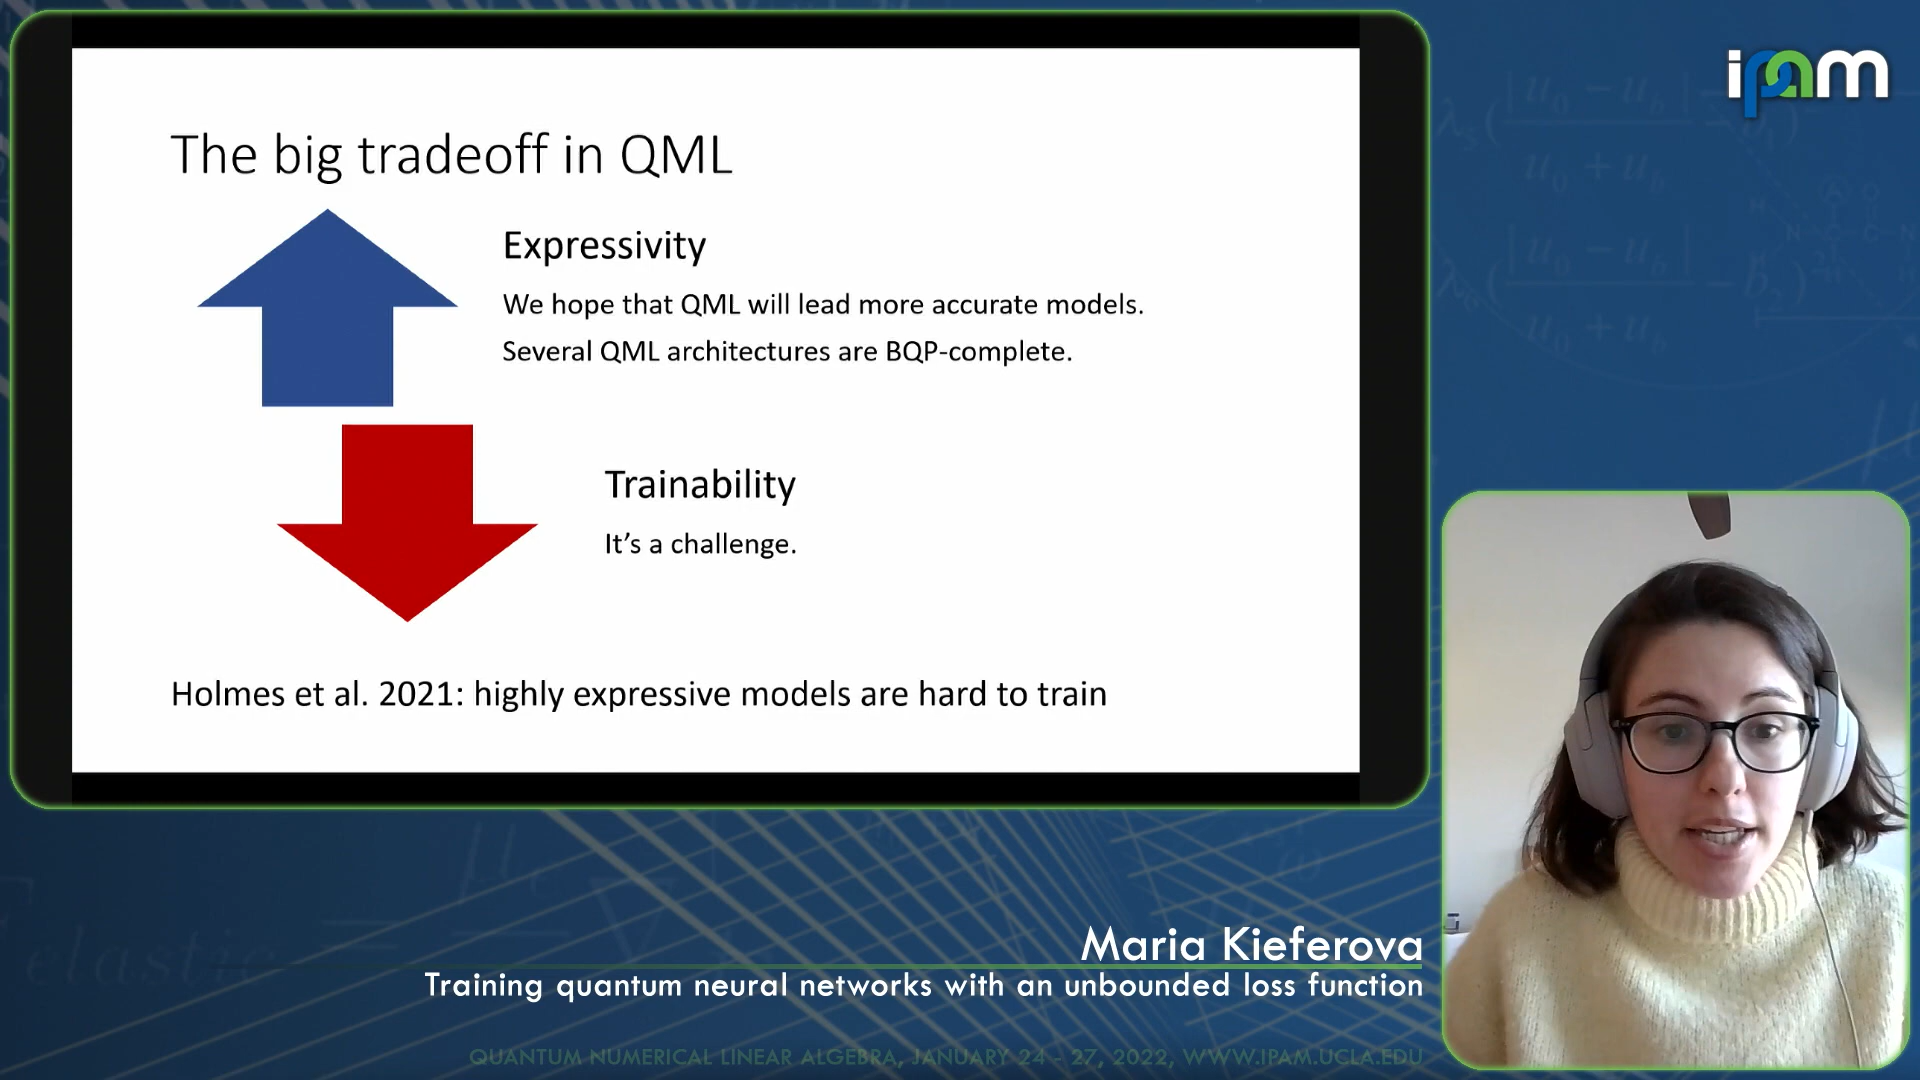 ipam
The big tradeoff in QML
Expressivity
We hope that QML will lead more accurate models.
Several QML architectures are BQP-complete.
Trainability
It's a challenge.
Holmes et al. 2021: highly expressive models are hard to train
Maria Kieferova
Training quantum neural networks with an unbounded loss function
QUANTUM NUMERICAL LINEAR ALGEBRA, JANUARY 24 - 27, 2022, WWW.IPAM.UCLA.EDU
elastic